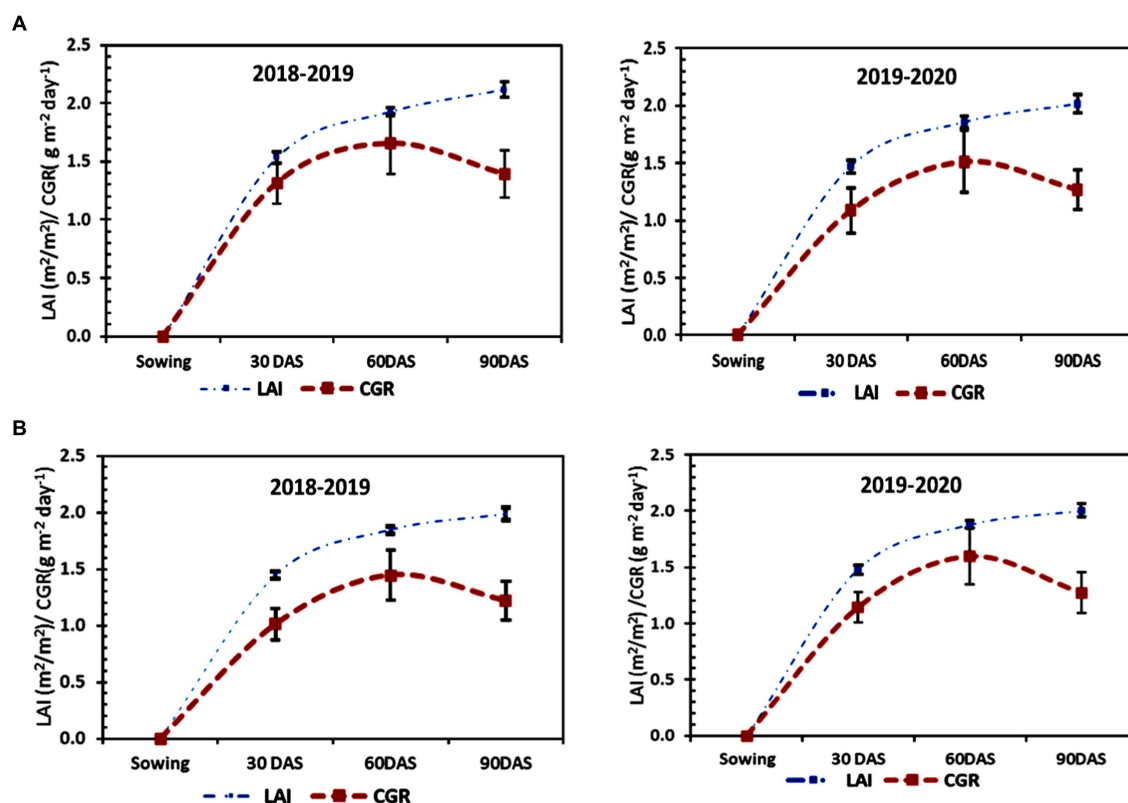 A
LAI (m²/m²)/ CGR( g m⁻² day⁻¹)
2.5
2.0
1.5
1.0
0.5
0.0
2018-2019
Sowing 30 DAS 60DAS 90DAS
LAI CGR
LAI (m²/m²)/ CGR(g m⁻² day⁻¹)
2.5
2.0
1.5
1.0
0.5
0.0
2019-2020
Sowing 30 DAS 60DAS 90DAS
LAI CGR
B
LAI (m²/m²)/ CGR(g m⁻² day⁻¹)
2.5
2.0
1.5
1.0
0.5
0.0
2018-2019
Sowing 30 DAS 60DAS 90DAS
LAI CGR
LAI (m²/m²) /CGR (g m⁻² day⁻¹)
2.5
2.0
1.5
1.0
0.5
0.0
2019-2020
Sowing 30 DAS 60DAS 90DAS
LAI CGR